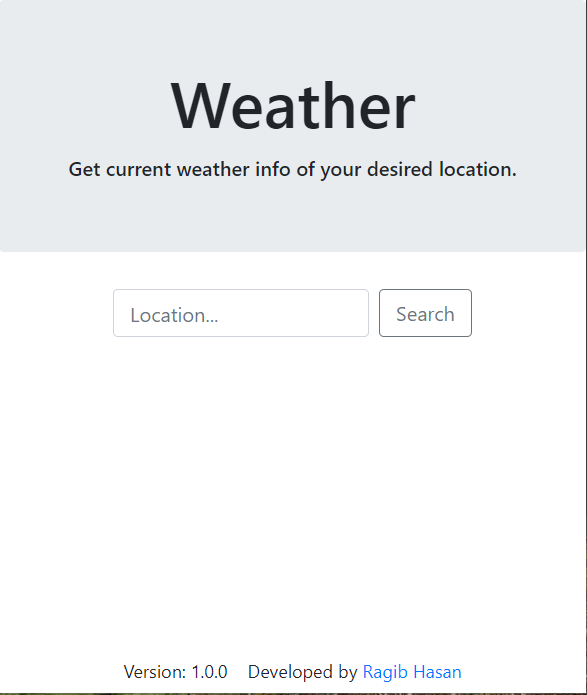 Weather
Get current weather info of your desired location.
Location... Search
Version: 1.0.0 Developed by Ragib Hasan